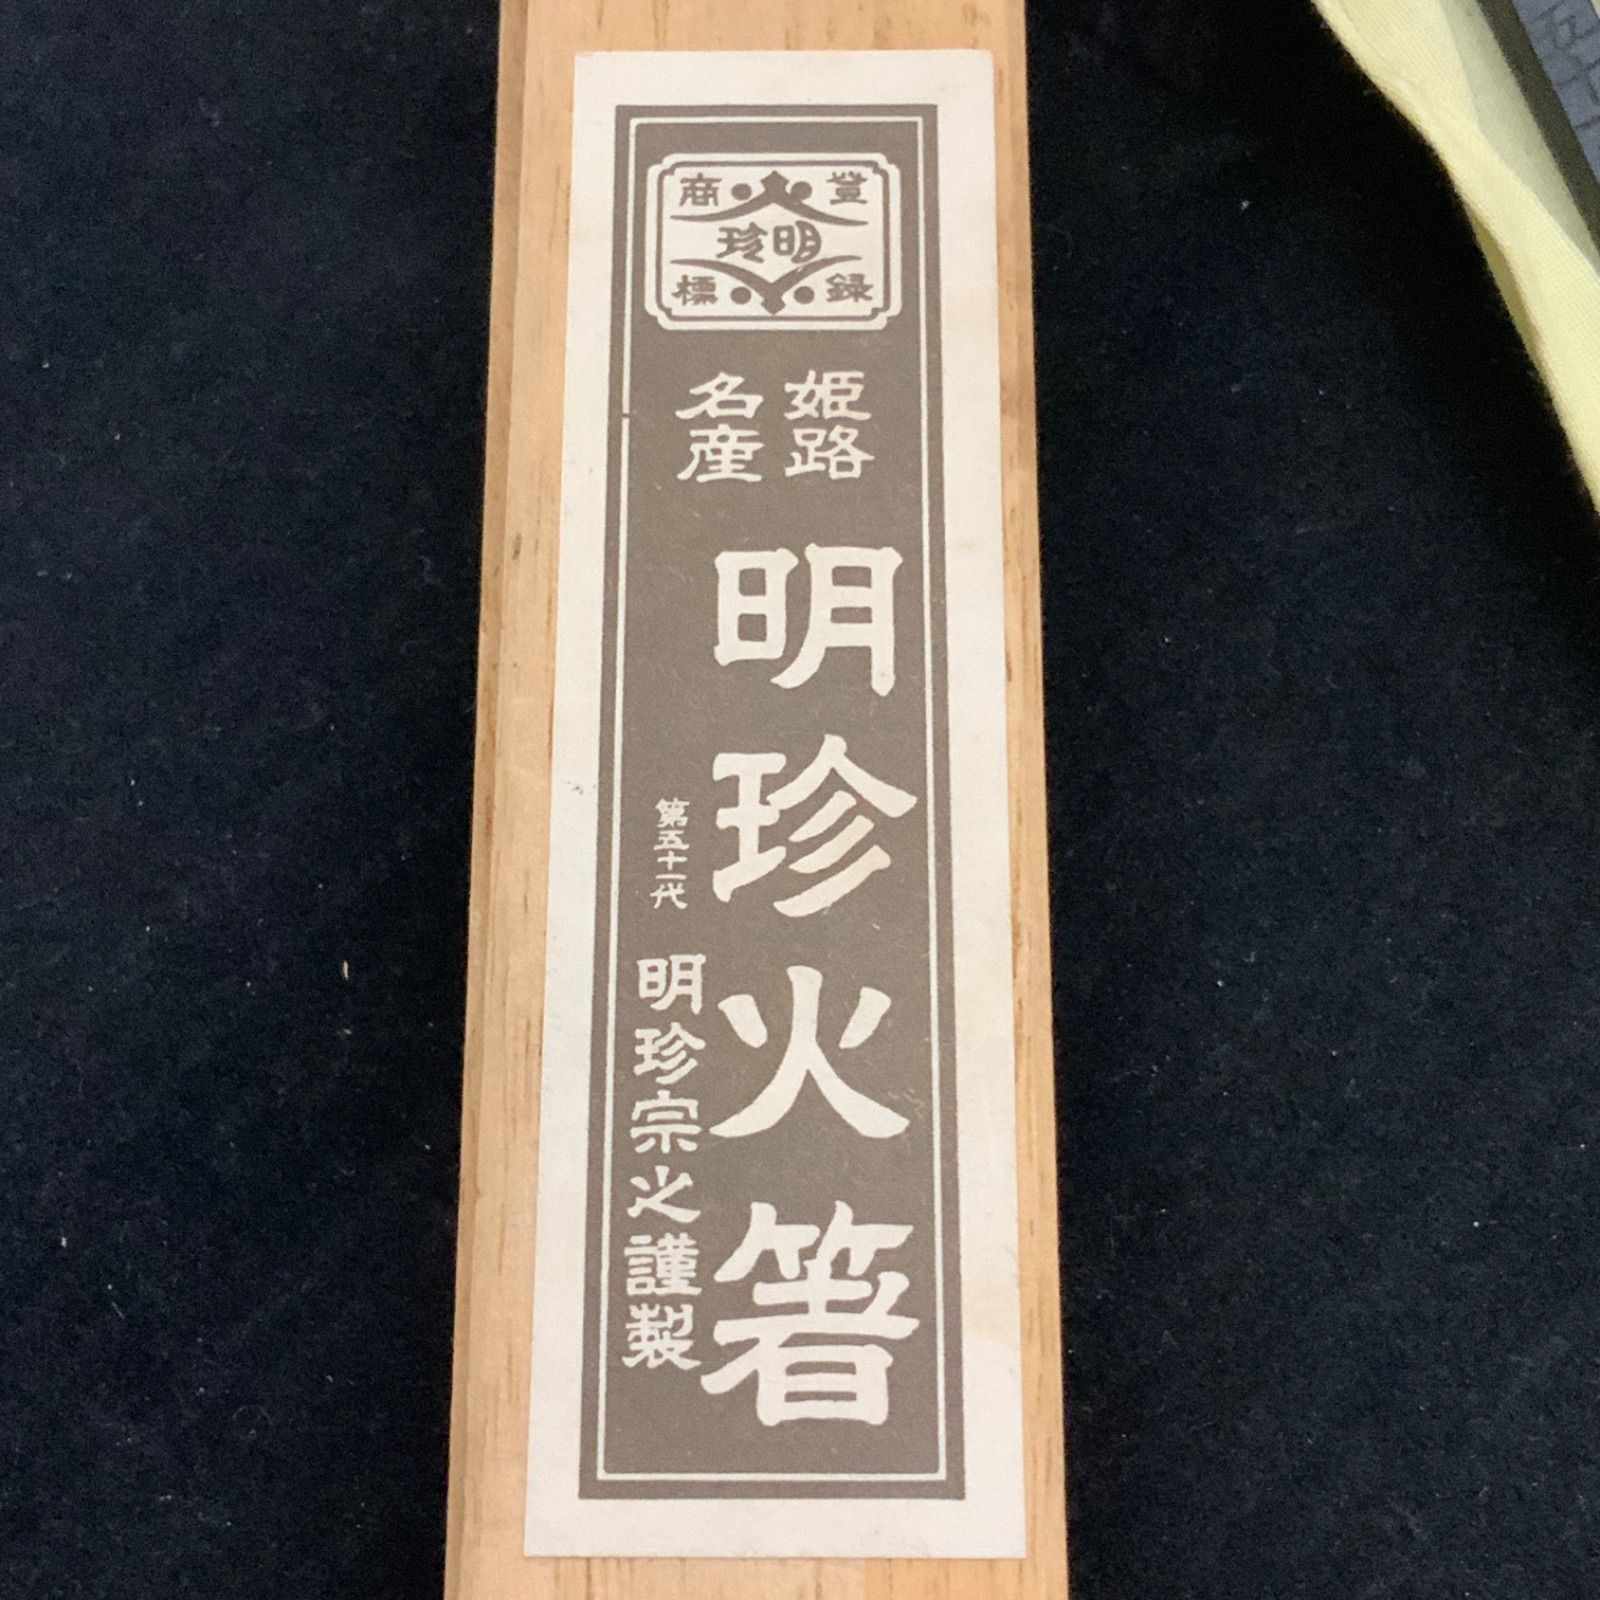 登録
商標
明珍
姫路
名産
明珍火箸
第五十一代
明珍宗之謹製